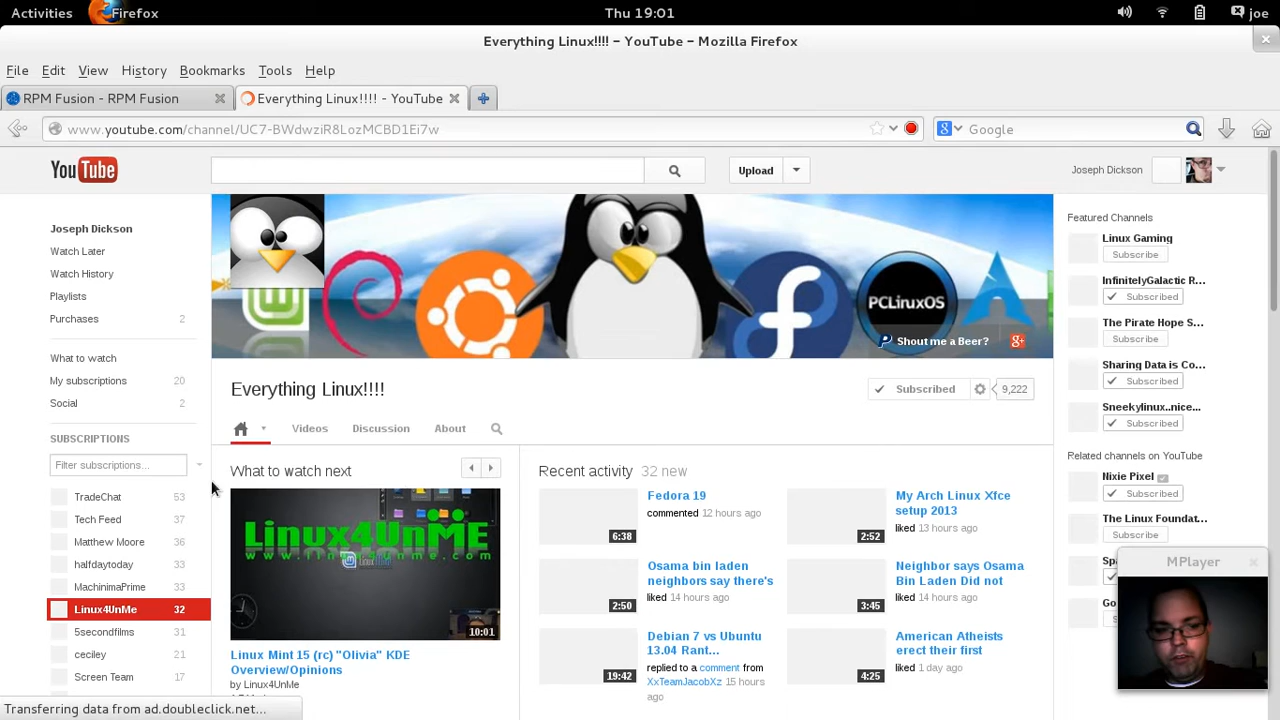 Activities
Firefox
Thu 19:01
joe
Everything Linux!!!! – YouTube – Mozilla Firefox
File Edit View History Bookmarks Tools Help
RPM Fusion - RPM Fusion
Everything Linux!!!! - YouTube
www.youtube.com/channel/UC7-BWdwziR8LozMCBD1Ei7w
Google
YouTube
Upload
Joseph Dickson
Joseph Dickson
Watch Later
Watch History
Playlists
Purchases 2
What to watch
My subscriptions 20
Social 2
SUBSCRIPTIONS
Filter subscriptions...
TradeChat 53
Tech Feed 37
Matthew Moore 36
halfdaytoday 33
MachinimaPrime 33
Linux4UnMe 32
5secondfilms 31
ceciley 21
Screen Team 17
PCLinuxOS
Shout me a Beer?
Everything Linux!!!!
Subscribed
9,222
Videos
Discussion
About
What to watch next
Linux4UnME
www.linux4unme.com
10:01
Linux Mint 15 (rc) "Olivia" KDE
Overview/Opinions
by Linux4UnMe
Recent activity 32 new
6:38
Fedora 19
commented 12 hours ago
2:52
My Arch Linux Xfce
setup 2013
liked 13 hours ago
2:50
Osama bin laden
neighbors say there's
liked 14 hours ago
3:45
Neighbor says Osama
Bin Laden Did not
liked 14 hours ago
19:42
Debian 7 vs Ubuntu
13.04 Rant...
replied to a comment from
XxTeamJacobXz 15 hours
ago
4:25
American Atheists
erect their first
liked 1 day ago
Featured Channels
Linux Gaming
Subscribe
InfinitelyGalactic R...
Subscribed
The Pirate Hope S...
Subscribe
Sharing Data is Co...
Subscribed
Sneekylinux..nice...
Subscribed
Related channels on YouTube
Nixie Pixel
Subscribed
The Linux Foundat...
Subscribe
Spa
Go
MPlayer
Transferring data from ad.doubleclick.net...